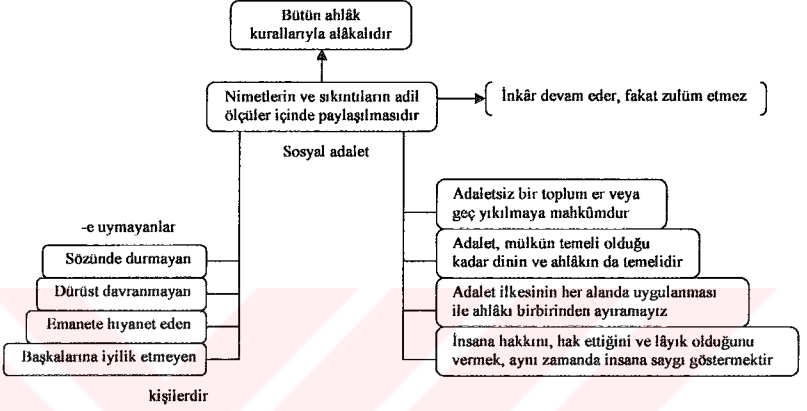 Bütün ahlâk
kurallarıyla alâkalıdır
Nimetlerin ve sıkıntıların adil
ölçüler içinde paylaşılmasıdır
İnkâr devam eder, fakat zulüm etmez
Sosyal adalet
-e uymayanlar
Sözünde durmayan
Dürüst davranmayan
Emanete hıyanet eden
Başkalarına iyilik etmeyen
kişilerdir
Adaletsiz bir toplum er veya
geç yıkılmaya mahkûmdur
Adalet, mülkün temeli olduğu
kadar dinin ve ahlâkın da temelidir
Adalet ilkesinin her alanda uygulanması
ile ahlâkı birbirinden ayıramayız
İnsana hakkını, hak ettiğini ve lâyık olduğunu
vermek, aynı zamanda insana saygı göstermektir